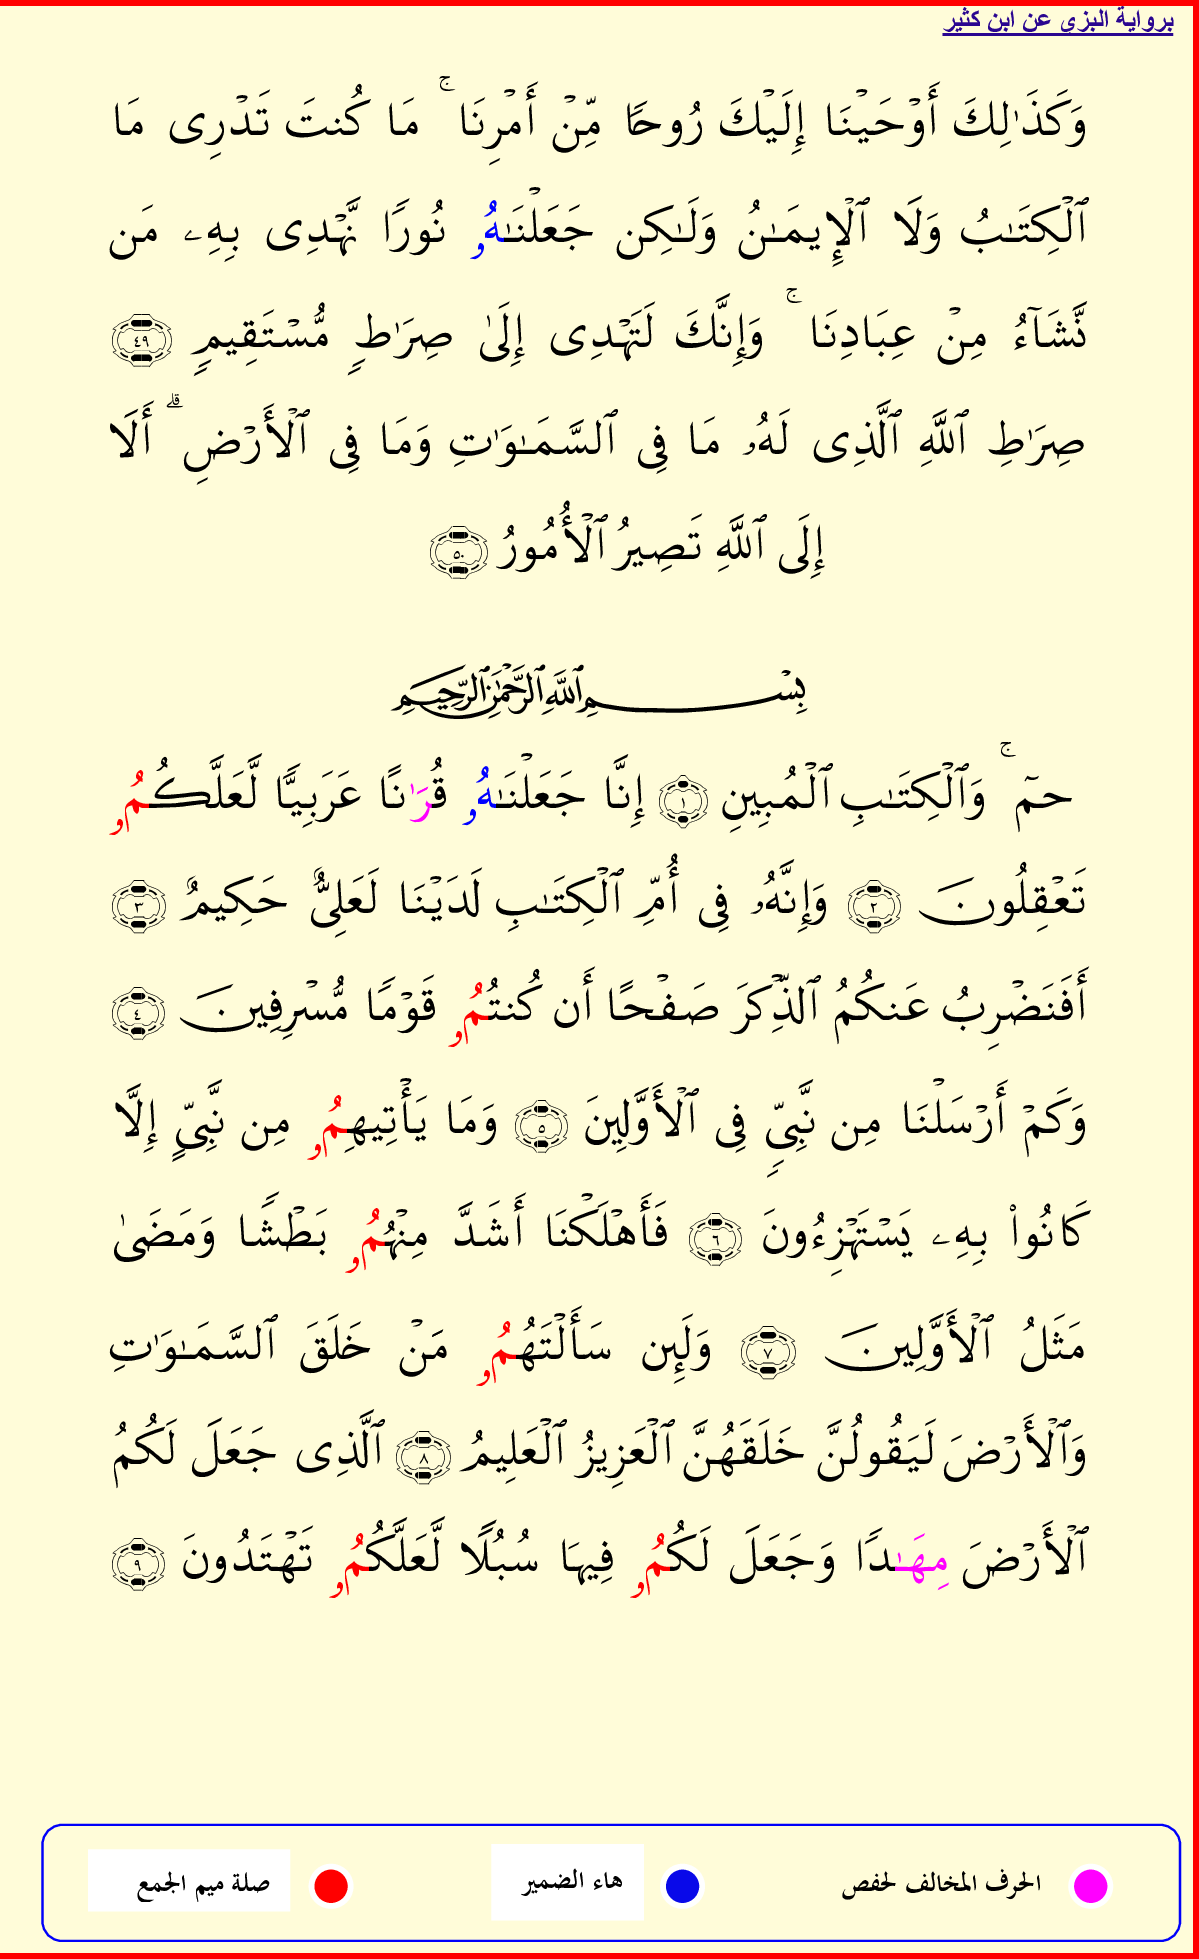 برواية البزي عن ابن كثير
وَكَذَٰلِكَ أَوْحَيْنَا إِلَيْكَ رُوحًا مِّنْ أَمْرِنَا ۚ مَا كُنتَ تَدْرِى مَا
ٱلْكِتَـٰبُ وَلَا ٱلْإِيمَـٰنُ وَلَـٰكِن جَعَلْنَـٰهُۥ نُورًا نَّهْدِى بِهِۦ مَن
نَّشَآءُ مِنْ عِبَادِنَا ۚ وَإِنَّكَ لَتَهْدِى إِلَىٰ صِرَٰطٍ مُّسْتَقِيمٍ ٤٩
صِرَٰطِ ٱللَّهِ ٱلَّذِى لَهُۥ مَا فِى ٱلسَّمَـٰوَٰتِ وَمَا فِى ٱلْأَرْضِ ۗ أَلَا
إِلَى ٱللَّهِ تَصِيرُ ٱلْأُمُورُ ٥٠
بِسْمِ ٱللَّهِ ٱلرَّحْمَـٰنِ ٱلرَّحِيمِ
حمٓ ۚ وَٱلْكِتَـٰبِ ٱلْمُبِينِ ١ إِنَّا جَعَلْنَـٰهُۥ قُرَٰنًا عَرَبِيًّا لَّعَلَّكُمُۥ
تَعْقِلُونَ ٢ وَإِنَّهُۥ فِى أُمِّ ٱلْكِتَـٰبِ لَدَيْنَا لَعَلِىٌّ حَكِيمٌ ٣
أَفَنَضْرِبُ عَنكُمُ ٱلذِّكْرَ صَفْحًا أَن كُنتُمُۥ قَوْمًا مُّسْرِفِينَ ٤
وَكَمْ أَرْسَلْنَا مِن نَّبِىٍّ فِى ٱلْأَوَّلِينَ ٥ وَمَا يَأْتِيهِمُۥ مِن نَّبِىٍّ إِلَّا
كَانُوا۟ بِهِۦ يَسْتَهْزِءُونَ ٦ فَأَهْلَكْنَا أَشَدَّ مِنْهُمُۥ بَطْشًا وَمَضَىٰ
مَثَلُ ٱلْأَوَّلِينَ ٧ وَلَئِن سَأَلْتَهُمُۥ مَنْ خَلَقَ ٱلسَّمَـٰوَٰتِ
وَٱلْأَرْضَ لَيَقُولُنَّ خَلَقَهُنَّ ٱلْعَزِيزُ ٱلْعَلِيمُ ٨ ٱلَّذِى جَعَلَ لَكُمُ
ٱلْأَرْضَ مِهَـٰدًا وَجَعَلَ لَكُمُۥ فِيهَا سُبُلًا لَّعَلَّكُمُۥ تَهْتَدُونَ ٩
الحرف المخالف لحفص هاء الضمير صلة ميم الجمع